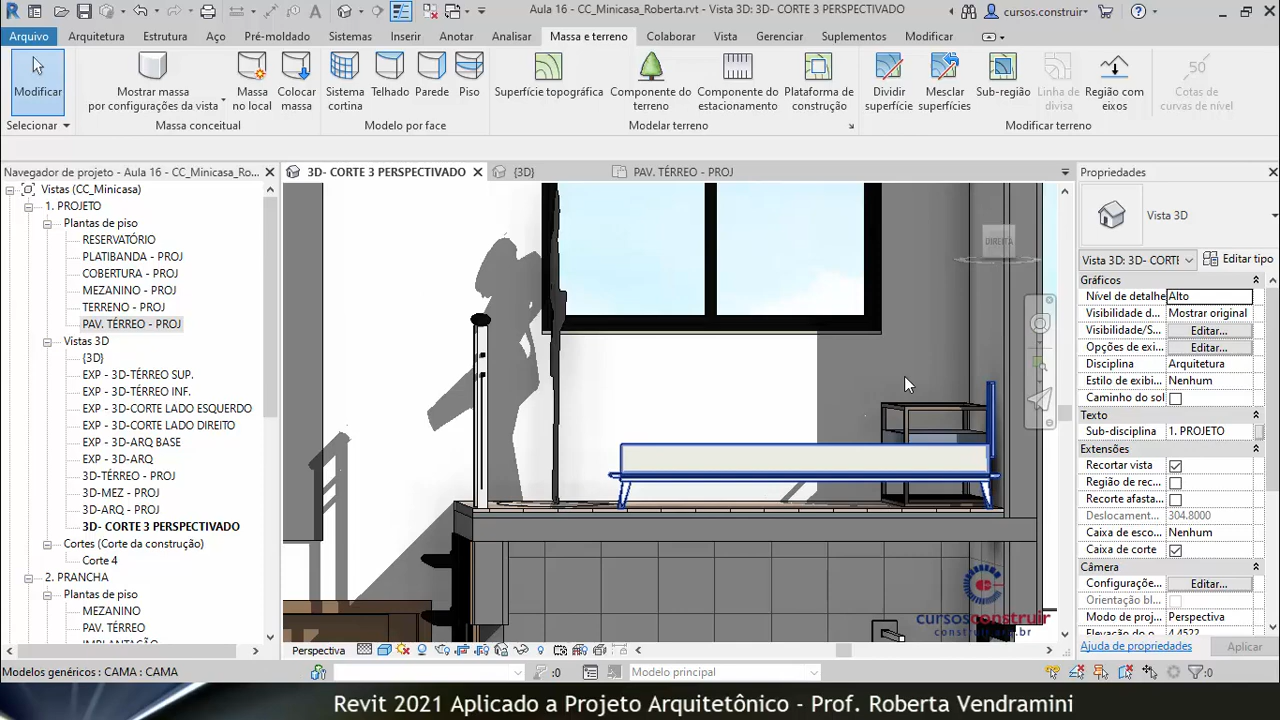 Aula 16 - CC_Minicasa_Roberta.rvt - Vista 3D: 3D- CORTE 3 PERSPECTIVADO
cursos.construir
Arquivo Arquitetura Estrutura Aço Pré-moldado Sistemas Inserir Anotar Analisar Massa e terreno Colaborar Vista Gerenciar Suplementos Modificar
Modificar
Mostrar massa
por configurações da vista
Massa
no local
Colocar
massa
Sistema
cortina
Telhado
Parede
Piso
Superfície topográfica
Componente do
terreno
Componente do
estacionamento
Plataforma de
construção
Dividir
superfície
Mesclar
superfícies
Sub-região
Linha de
divisa
Região com
eixos
50
Cotas de
curvas de nível
Selecionar
Massa conceitual
Modelo por face
Modelar terreno
Modificar terreno
Navegador de projeto - Aula 16 - CC_Minicasa_Ro...
Vistas (CC_Minicasa)
1. PROJETO
Plantas de piso
RESERVATÓRIO
PLATIBANDA - PROJ
COBERTURA - PROJ
MEZANINO - PROJ
TERRENO - PROJ
PAV. TÉRREO - PROJ
Vistas 3D
{3D}
EXP - 3D-TÉRREO SUP.
EXP - 3D-TÉRREO INF.
EXP - 3D-CORTE LADO ESQUERDO
EXP - 3D-CORTE LADO DIREITO
EXP - 3D-ARQ BASE
EXP - 3D-ARQ
3D-TÉRREO - PROJ
3D-MEZ - PROJ
3D-ARQ - PROJ
3D- CORTE 3 PERSPECTIVADO
Cortes (Corte da construção)
Corte 4
2. PRANCHA
Plantas de piso
MEZANINO
PAV. TÉRREO
IMPLANTAÇÃO
3D- CORTE 3 PERSPECTIVADO
{3D}
PAV. TÉRREO - PROJ
DIREITA
cursosconstruir
construir.eng.br
Perspectiva
Propriedades
Vista 3D
Vista 3D: 3D- CORTE
Editar tipo
Gráficos
Nível de detalhe Alto
Visibilidade d... Mostrar original
Visibilidade/S... Editar...
Opções de exi... Editar...
Disciplina Arquitetura
Estilo de exibi... Nenhum
Caminho do sol
Texto
Sub-disciplina 1. PROJETO
Extensões
Recortar vista
Região de rec...
Recorte afasta...
Deslocament... 304.8000
Caixa de esco... Nenhum
Caixa de corte
Câmera
Configuraçõe... Editar...
Orientação bl...
Modo de proj... Perspectiva
Elevação do p... 4.4522
Ajuda de propriedades
Aplicar
Modelos genéricos : CAMA : CAMA
:0
Modelo principal
:0
Revit 2021 Aplicado a Projeto Arquitetônico - Prof. Roberta Vendramini